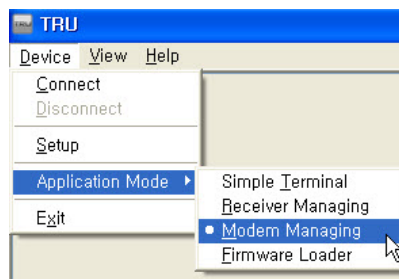 TRU
Device View Help
Connect
Disconnect
Setup
Application Mode
Exit
Simple Terminal
Receiver Managing
Modem Managing
Firmware Loader